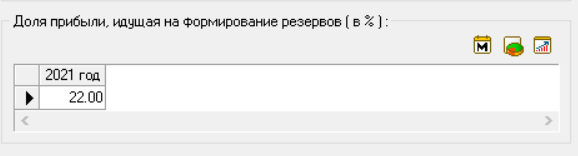 Доля прибыли, идущая на формирование резервов ( в % ) :
M
2021 год
22.00